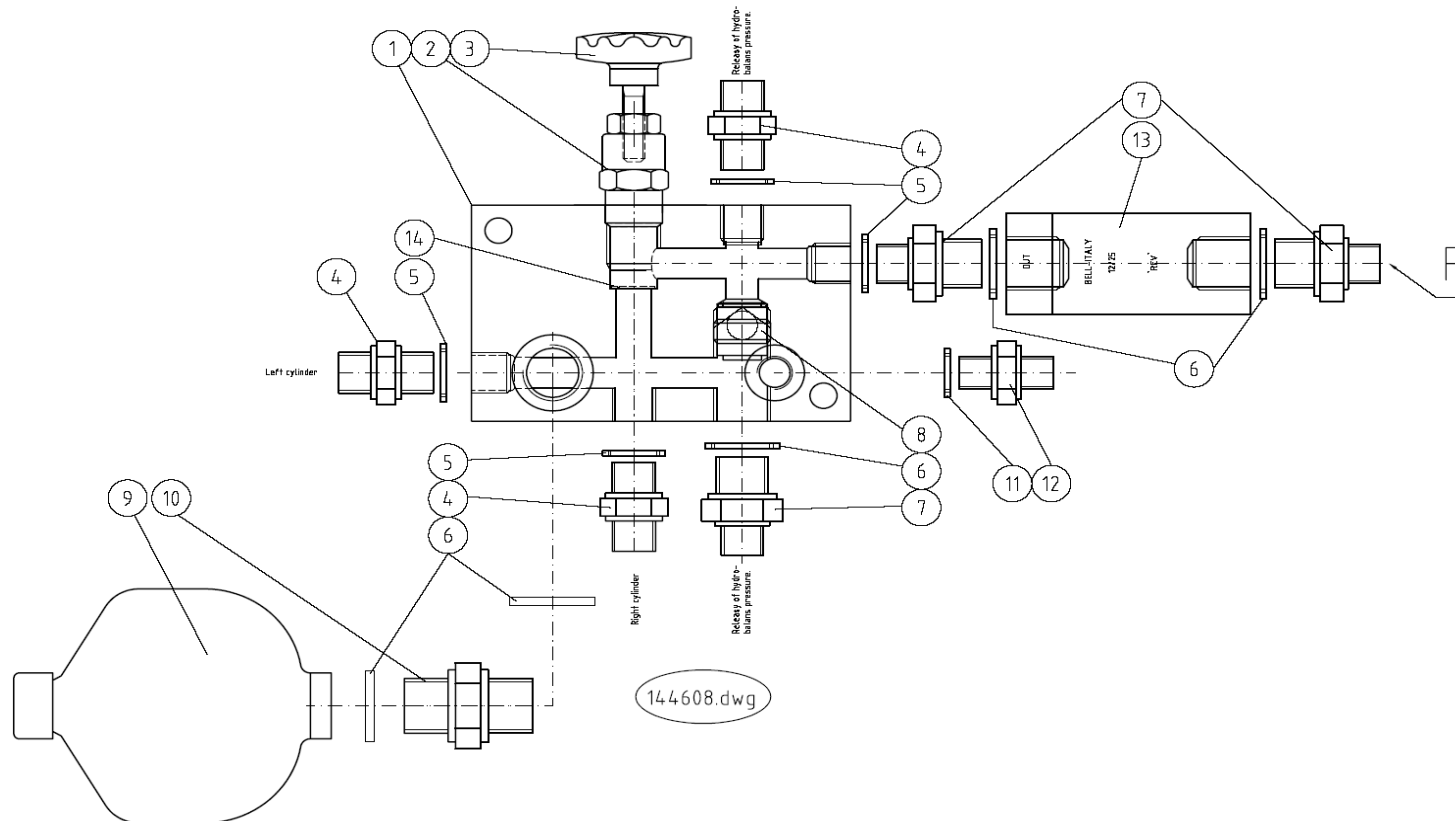 Releasy of hydro-
balans pressure.
1
2
3
4
5
7
13
14
4
5
OUT
BELL-ITALY
12/25
"REV"
Left cylinder
6
8
6
7
11
12
5
4
6
9
10
Right cylinder
Releasy of hydro-
balans pressure.
144608.dwg